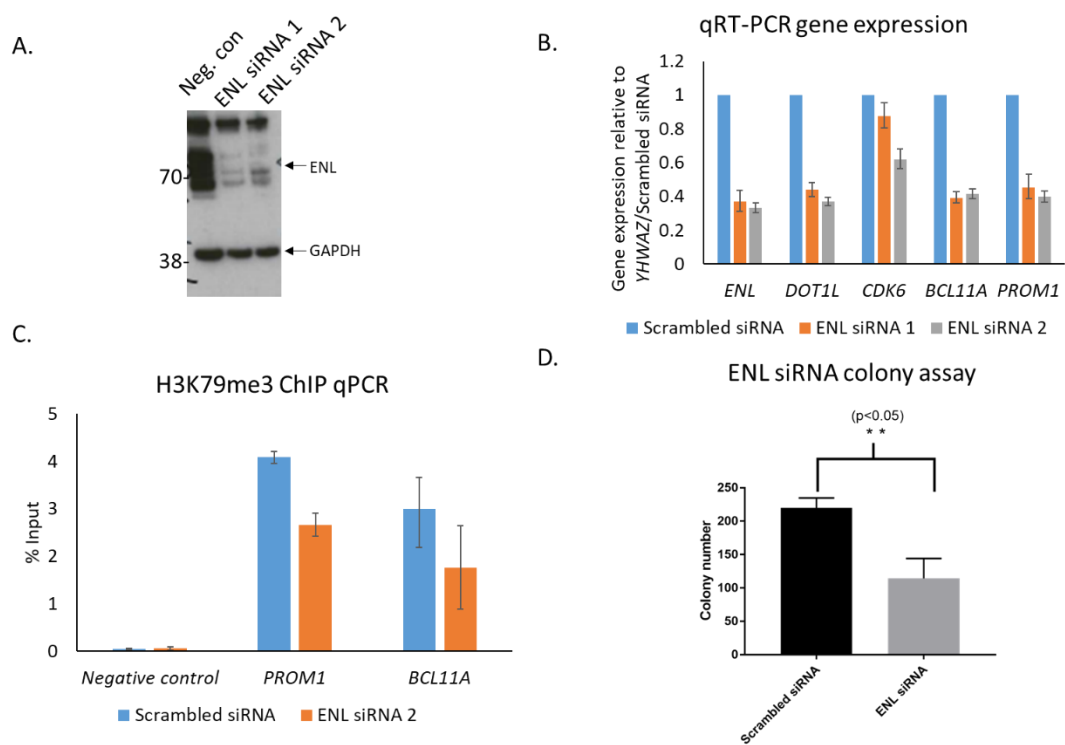 A.
Neg. con
ENL siRNA 1
ENL siRNA 2
70
38
ENL
GAPDH
B.
qRT-PCR gene expression
Gene expression relative to
YHWAZ/Scrambled siRNA
1.2
1
0.8
0.6
0.4
0.2
0
ENL DOT1L CDK6 BCL11A PROM1
Scrambled siRNA ENL siRNA 1 ENL siRNA 2
C.
H3K79me3 ChIP qPCR
% Input
5
4
3
2
1
0
Negative control PROM1 BCL11A
Scrambled siRNA ENL siRNA 2
D.
ENL siRNA colony assay
(p<0.05)
* *
Colony number
250
200
150
100
50
0
Scrambled siRNA
ENL siRNA